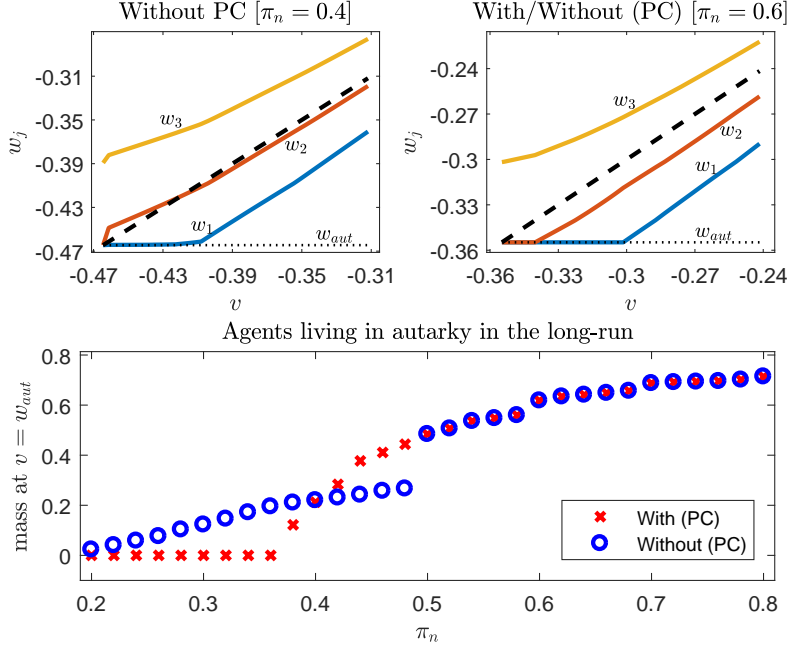 Without PC [π_n = 0.4]
With/Without (PC) [π_n = 0.6]
w_j
-0.31
-0.35
-0.39
-0.43
-0.47
w_3
w_2
w_1
w_aut
-0.47 -0.43 -0.39 -0.35 -0.31
v
w_j
-0.24
-0.27
-0.3
-0.33
-0.36
w_3
w_2
w_1
w_aut
-0.36 -0.33 -0.3 -0.27 -0.24
v
Agents living in autarky in the long-run
mass at v = w_aut
0.8
0.6
0.4
0.2
0
With (PC)
Without (PC)
0.2 0.3 0.4 0.5 0.6 0.7 0.8
π_n